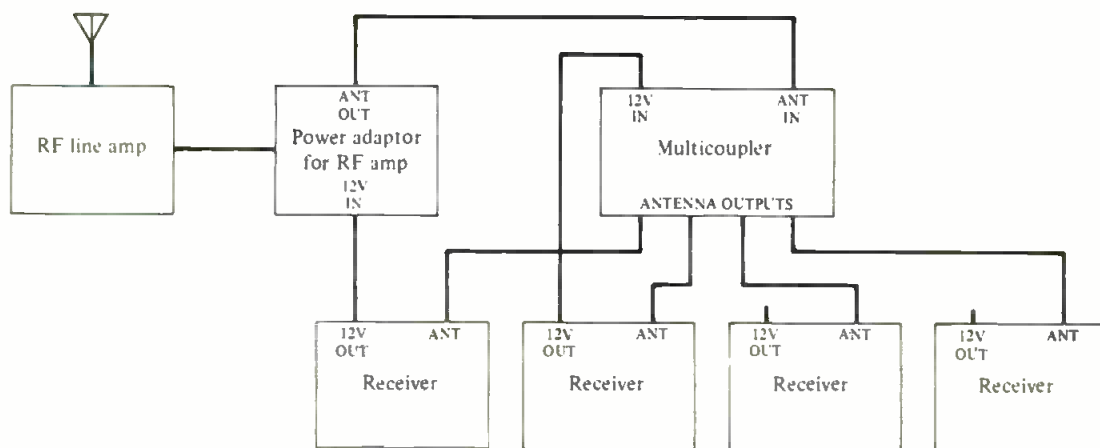 RF line amp
ANT
OUT
Power adaptor
for RF amp
12V
IN
12V
IN
ANT
IN
Multicoupler
ANTENNA OUTPUTS
12V
OUT
ANT
Receiver
12V
OUT
ANT
Receiver
12V
OUT
ANT
Receiver
12V
OUT
ANT
Receiver